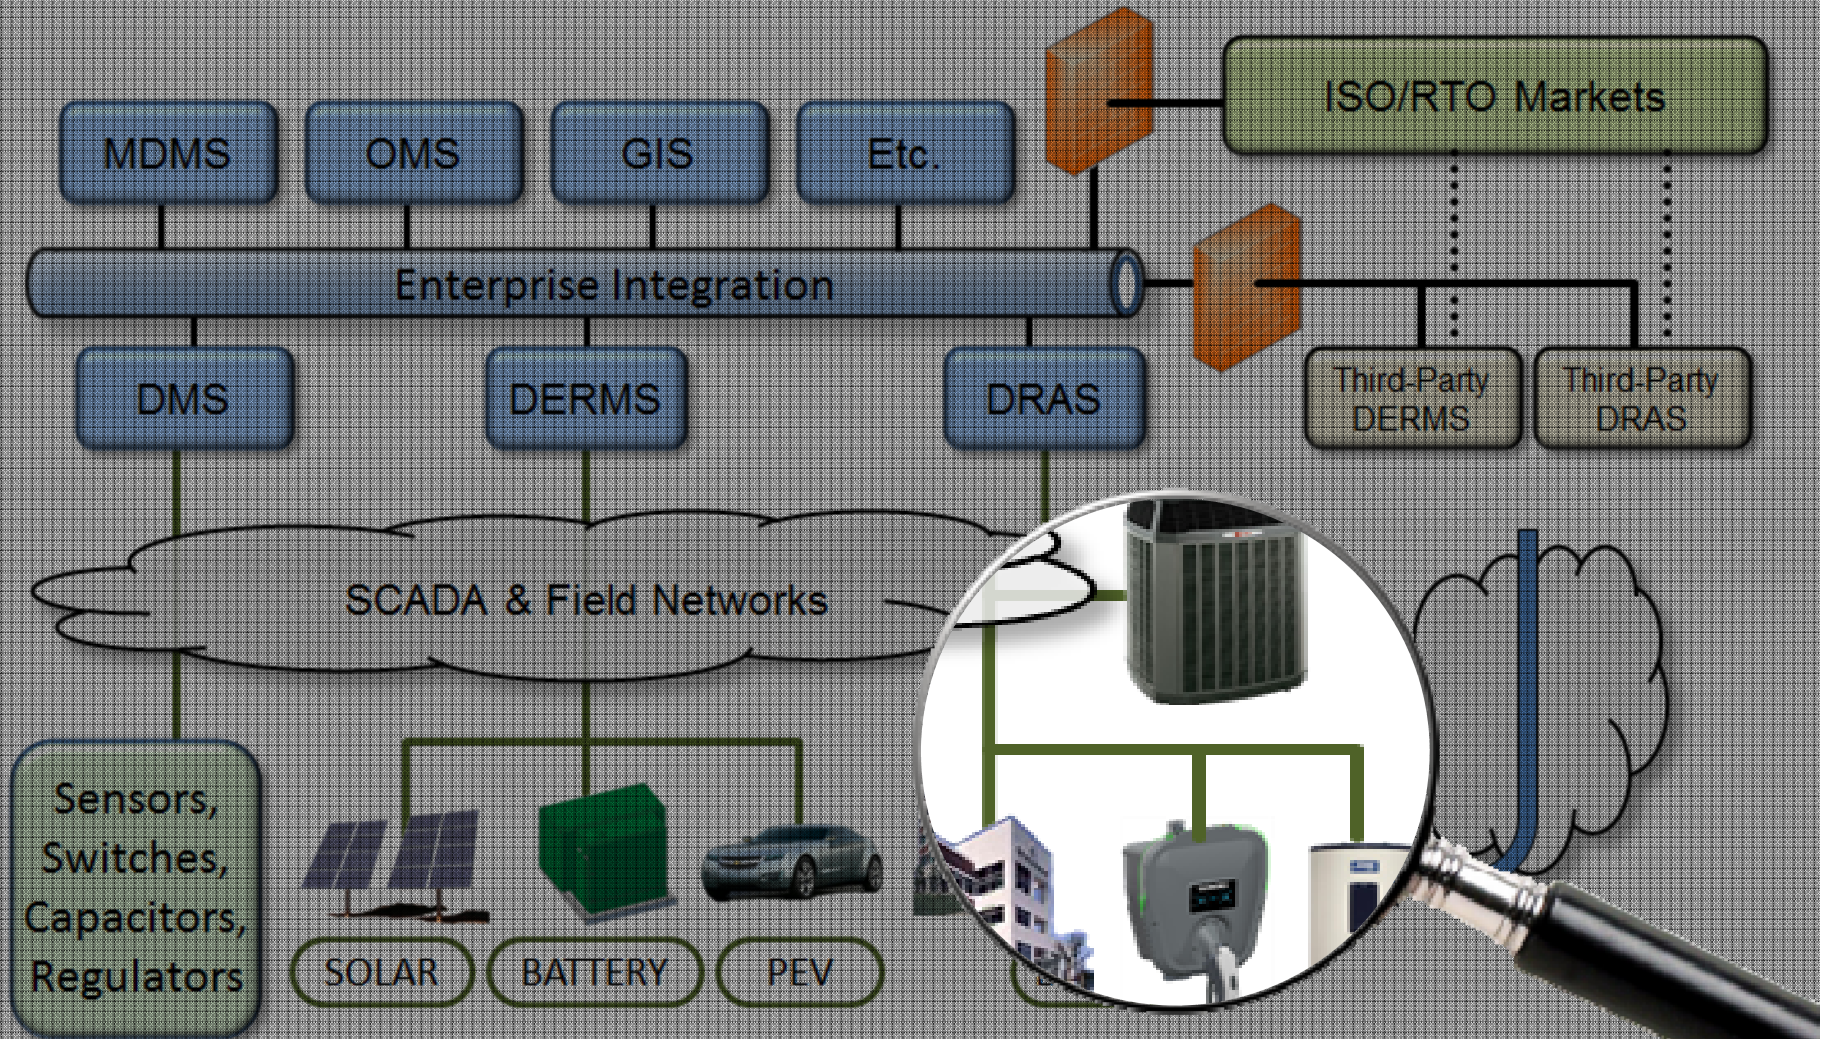 ISO/RTO Markets
MDMS
OMS
GIS
Etc.
Enterprise Integration
DMS
DERMS
DRAS
Third-Party
DERMS
Third-Party
DRAS
SCADA & Field Networks
Sensors,
Switches,
Capacitors,
Regulators
SOLAR
BATTERY
PEV